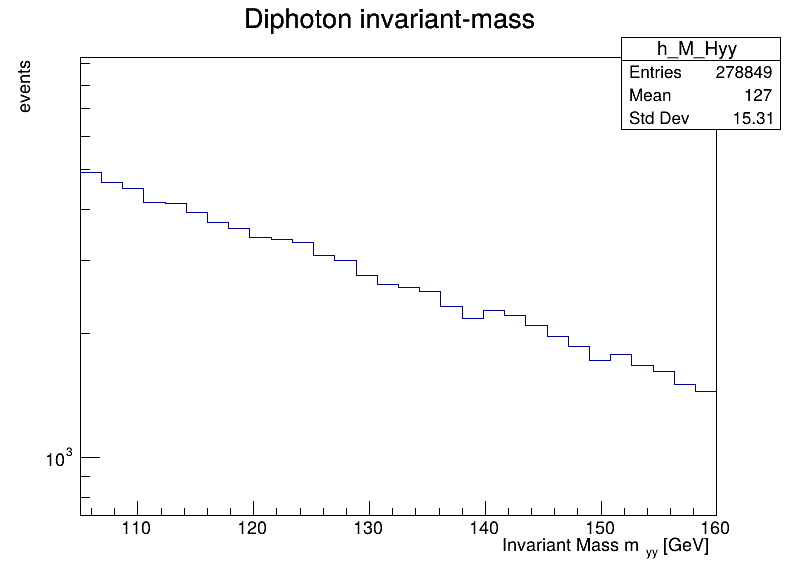 Diphoton invariant-mass
h_M_Hyy
Entries 278849
Mean 127
Std Dev 15.31
events
10³
110 120 130 140 150 160
Invariant Mass m yy [GeV]